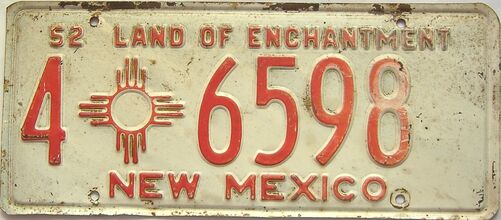 52 LAND OF ENCHANTMENT
4 6598
NEW MEXICO